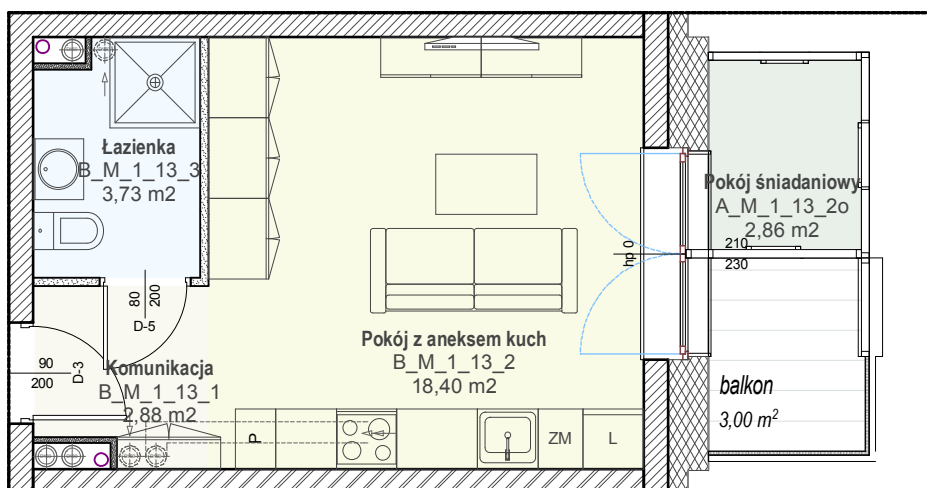 Łazienka
B_M_1_13_3
3,73 m2
Pokój śniadaniowy
A_M_1_13_2o
2,86 m2
210
230
hp 0
80
200
D-5
90
200
D-3
Komunikacja
B_M_1_13_1
2,88 m2
Pokój z aneksem kuch
B_M_1_13_2
18,40 m2
balkon
3,00 m²
P
ZM
L